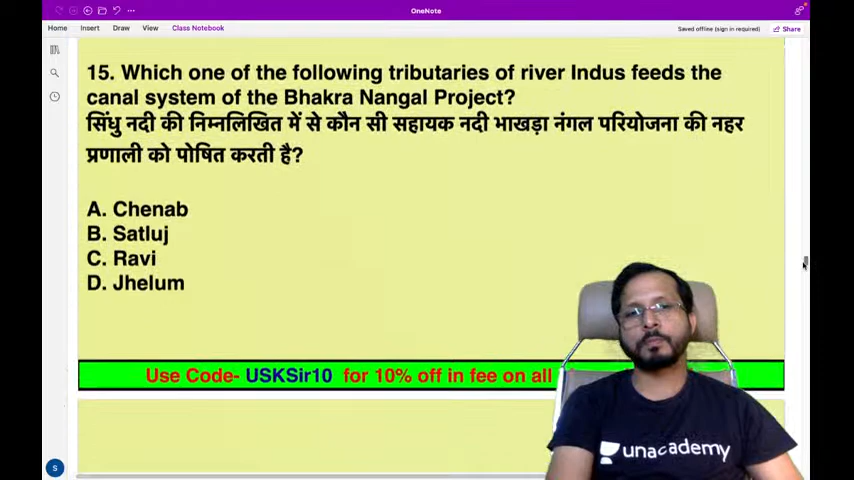 OneNote
Home Insert Draw View Class Notebook
Saved offline (sign in required)
Share
15. Which one of the following tributaries of river Indus feeds the
canal system of the Bhakra Nangal Project?
सिंधु नदी की निम्नलिखित में से कौन सी सहायक नदी भाखड़ा नंगल परियोजना की नहर
प्रणाली को पोषित करती है?
A. Chenab
B. Satluj
C. Ravi
D. Jhelum
Use Code- USKSir10 for 10% off in fee on all
unacademy
S